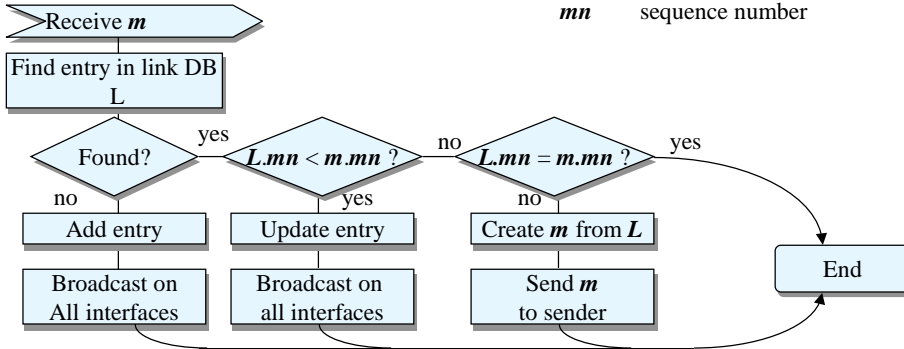 Receive m
mn sequence number
Find entry in link DB
L
Found?
yes
L.mn < m.mn ?
no
L.mn = m.mn ?
yes
no
yes
no
Add entry
Update entry
Create m from L
Broadcast on
All interfaces
Broadcast on
all interfaces
Send m
to sender
End